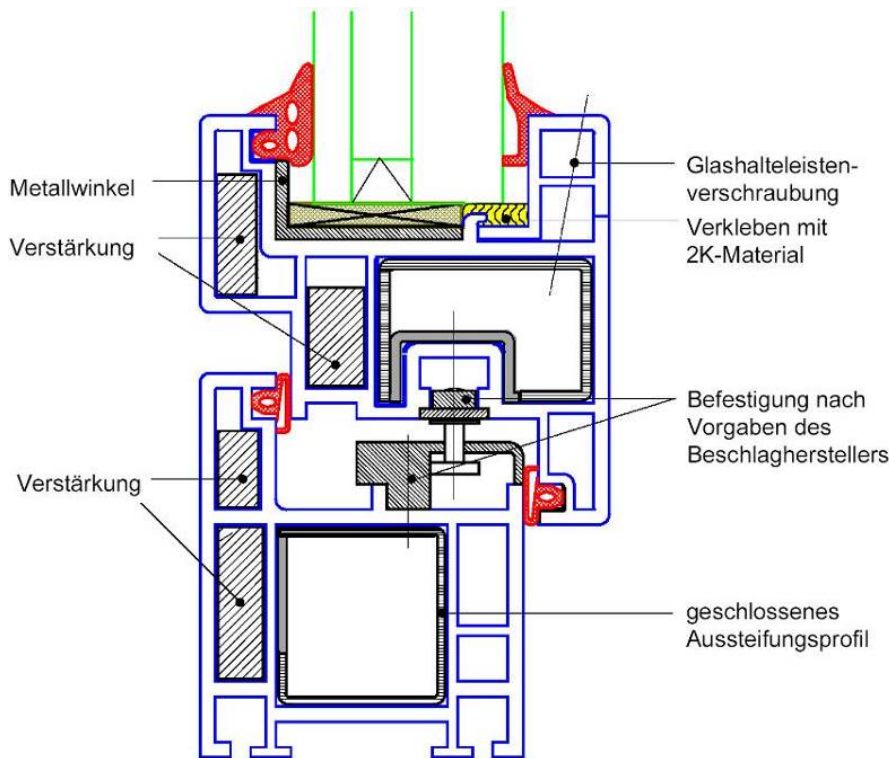 Metallwinkel
Verstärkung
Verstärkung
Glashalteleisten-
verschraubung
Verkleben mit
2K-Material
Befestigung nach
Vorgaben des
Beschlagherstellers
geschlossenes
Aussteifungsprofil